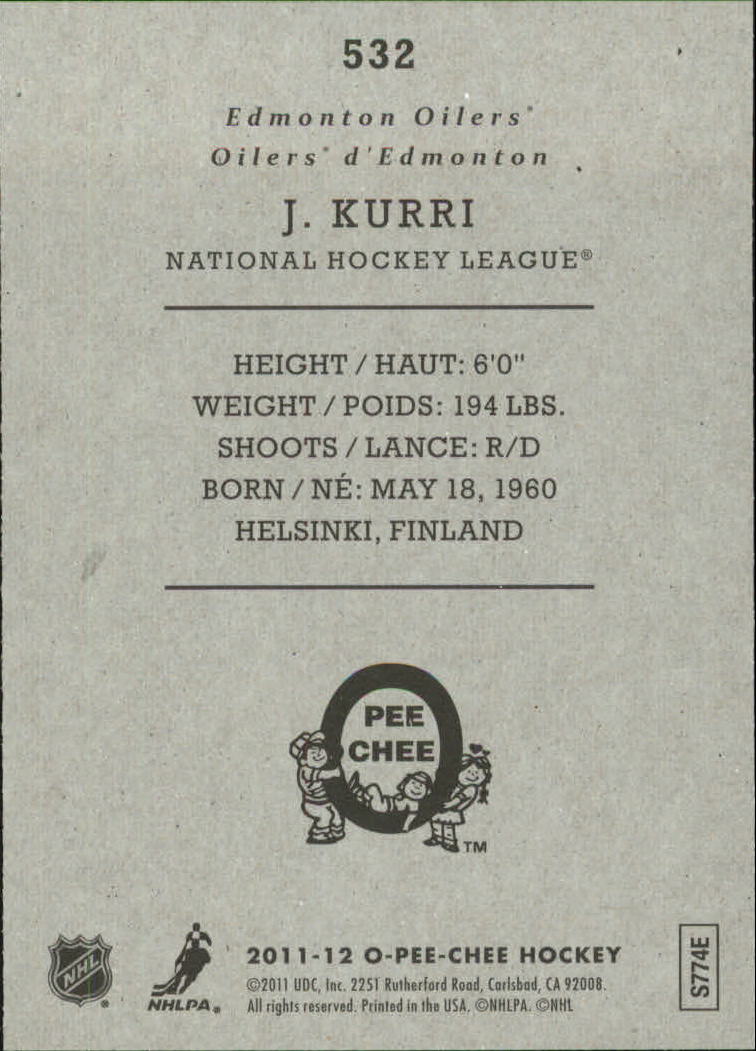 532
Edmonton Oilers®
Oilers® d'Edmonton
J. KURRI
NATIONAL HOCKEY LEAGUE®
HEIGHT / HAUT: 6'0"
WEIGHT / POIDS: 194 LBS.
SHOOTS / LANCE: R/D
BORN / NÉ: MAY 18, 1960
HELSINKI, FINLAND
O
PEE
CHEE
TM
NHL
®
NHLPA®
2011-12 O-PEE-CHEE HOCKEY
©2011 UDC, Inc. 2251 Rutherford Road, Carlsbad, CA 92008.
All rights reserved. Printed in the USA. ©NHLPA. ©NHL
S774E